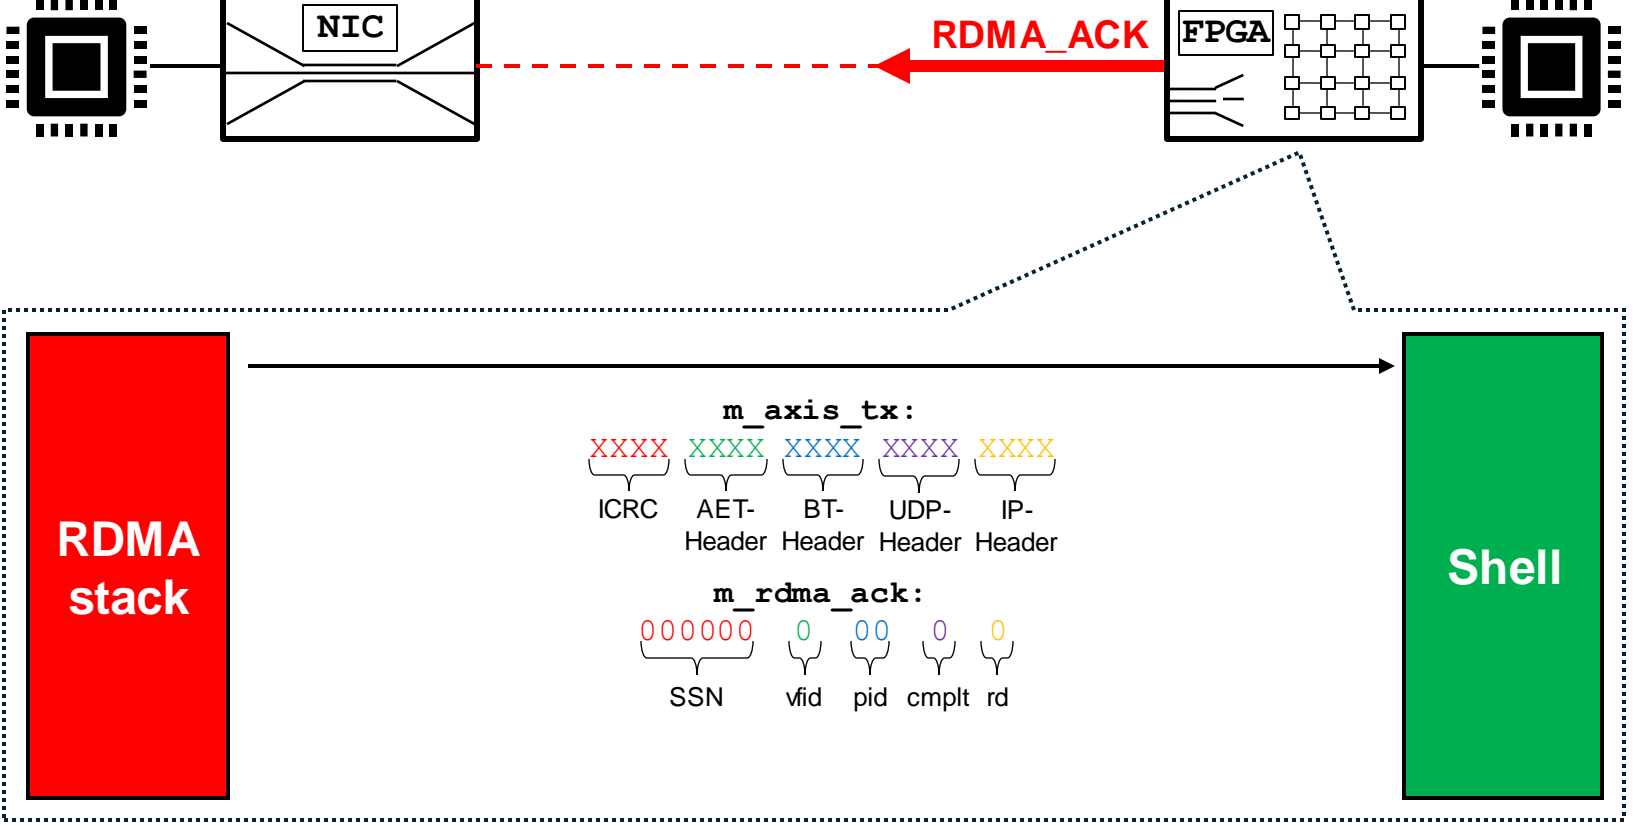 NIC
RDMA_ACK
FPGA
RDMA
stack
m_axis_tx:
XXXX XXXX XXXX XXXX XXXX
ICRC AET- BT- UDP- IP-
Header Header Header Header
m_rdma_ack:
000000 0 00 0 0
SSN vfid pid cmplt rd
Shell